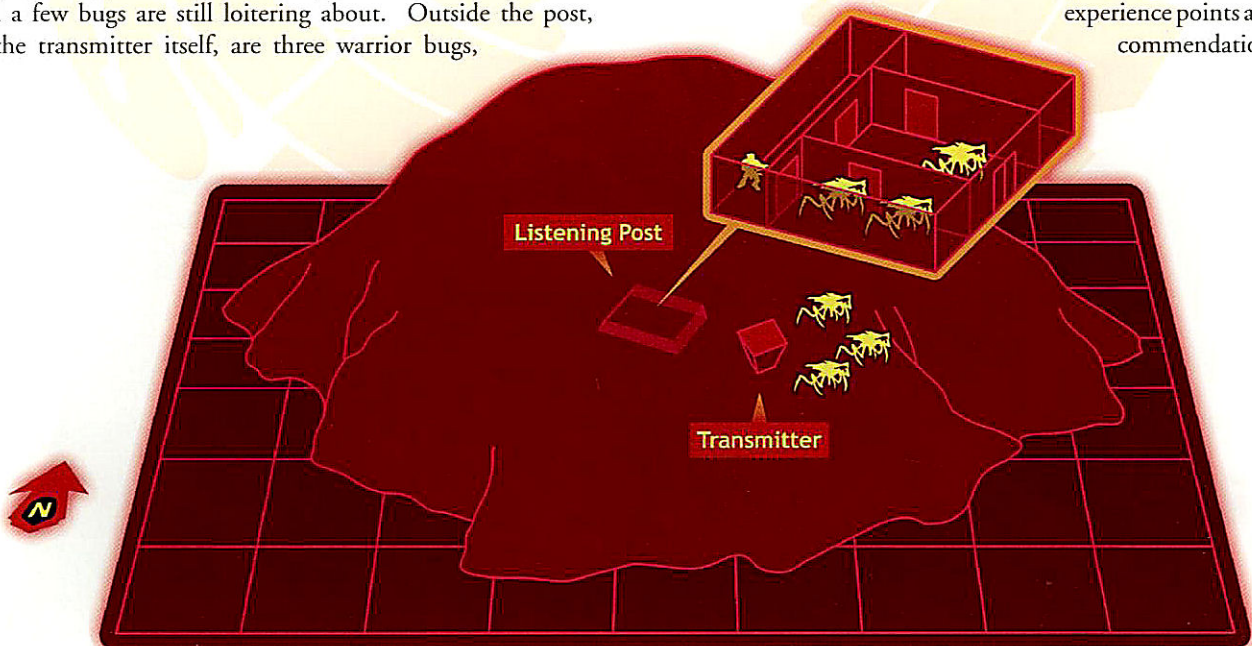 a few bugs are still loitering about. Outside the post,
the transmitter itself, are three warrior bugs,
experience points a
commendatio
Listening Post
Transmitter
N